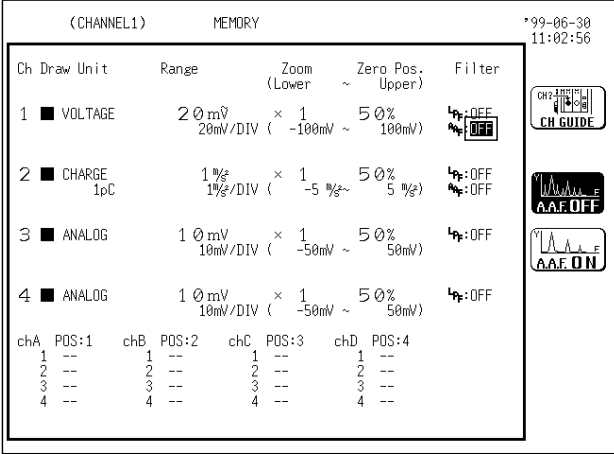 (CHANNEL1) MEMORY '99-06-30
11:02:56
Ch Draw Unit Range Zoom Zero Pos. Filter
(Lower ~ Upper)
1 ■ VOLTAGE 20mV × 1 50% LPF:OFF
20mV/DIV ( -100mV ~ 100mV) AAF:OFF
2 ■ CHARGE 1 m/s² × 1 50% LPF:OFF
1pC 1m/s²/DIV ( -5 m/s²~ 5 m/s²) AAF:OFF
3 ■ ANALOG 10mV × 1 50% LPF:OFF
10mV/DIV ( -50mV ~ 50mV)
4 ■ ANALOG 10mV × 1 50% LPF:OFF
10mV/DIV ( -50mV ~ 50mV)
chA POS:1 chB POS:2 chC POS:3 chD POS:4
1 -- 1 -- 1 -- 1 --
2 -- 2 -- 2 -- 2 --
3 -- 3 -- 3 -- 3 --
4 -- 4 -- 4 -- 4 --
CH?
CH GUIDE
Y F
A.A.F. OFF
Y F
A.A.F. ON